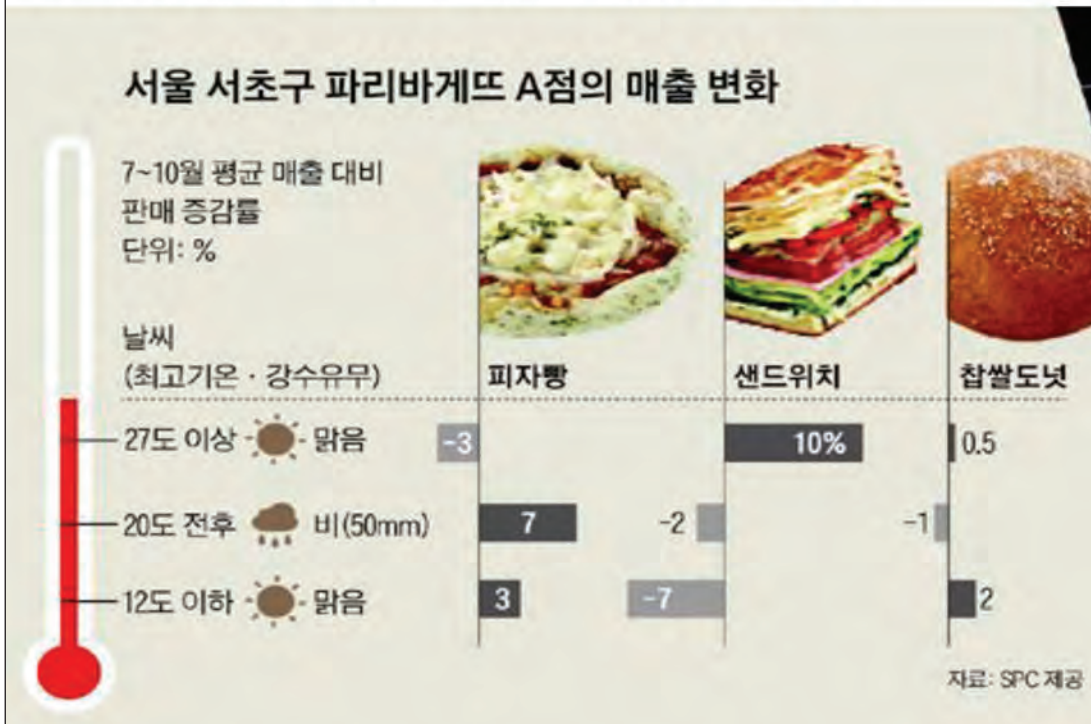 서울 서초구 파리바게뜨 A점의 매출 변화
7~10월 평균 매출 대비
판매 증감률
단위: %
날씨
(최고기온 · 강수유무) 피자빵 샌드위치 찹쌀도넛
27도 이상 맑음 -3 10% 0.5
20도 전후 비(50mm) 7 -2 -1
12도 이하 맑음 3 -7 2
자료: SPC 제공